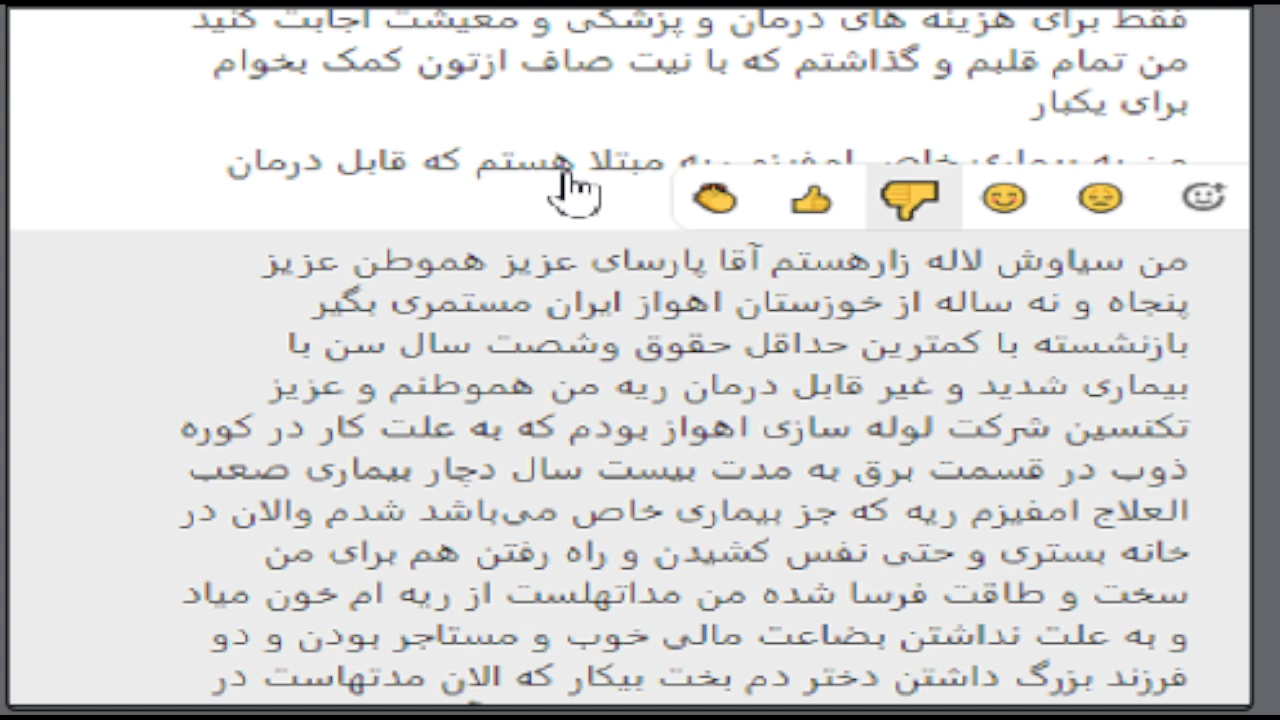 فقط برای هزینه های درمان و پزشکی و معیشت اجابت کنید
من تمام قلبم و گذاشتم که با نیت صاف ازتون کمک بخوام
برای یکبار
من به بیماری خاص امفیزم ریه مبتلا هستم که قابل درمان
من سیاوش لاله زارهستم آقا پارسای عزیز هموطن عزیز
پنجاه و نه ساله از خوزستان اهواز ایران مستمری بگیر
بازنشسته با کمترین حداقل حقوق وشصت سال سن با
بیماری شدید و غیر قابل درمان ریه من هموطنم و عزیز
تکنسین شرکت لوله سازی اهواز بودم که به علت کار در کوره
ذوب در قسمت برق به مدت بیست سال دچار بیماری صعب
العلاج امفیزم ریه که جز بیماری خاص می‌باشد شدم والان در
خانه بستری و حتی نفس کشیدن و راه رفتن هم برای من
سخت و طاقت فرسا شده من مداتهلست از ریه ام خون میاد
و به علت نداشتن بضاعت مالی خوب و مستاجر بودن و دو
فرزند بزرگ داشتن دختر دم بخت بیکار که الان مدتهاست در